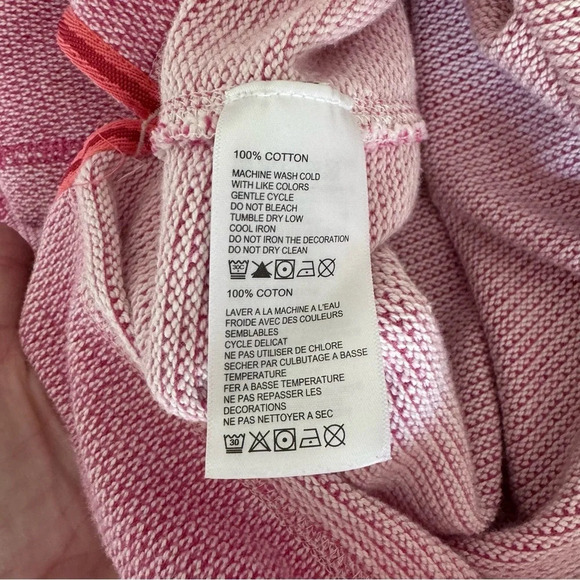 100% COTTON
MACHINE WASH COLD
WITH LIKE COLORS
GENTLE CYCLE
DO NOT BLEACH
TUMBLE DRY LOW
COOL IRON
DO NOT IRON THE DECORATION
DO NOT DRY CLEAN
30
100% COTTON
LAVER A LA MACHINE A L'EAU
FROIDE AVEC DES COULEURS
SEMBLABLES
CYCLE DELICAT
NE PAS UTILISER DE CHLORE
SECHER PAR CULBUTAGE A BASSE
TEMPERATURE
FER A BASSE TEMPERATURE
NE PAS REPASSER LES
DECORATIONS
NE PAS NETTOYER A SEC
30